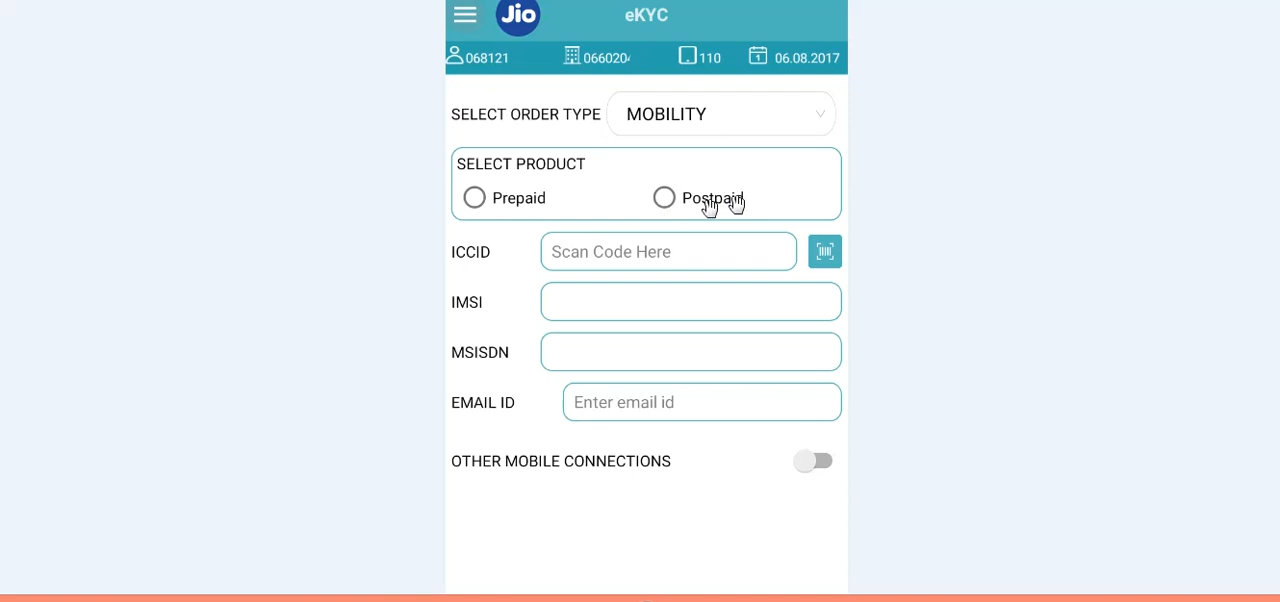 Jio eKYC
068121 066020 110 1 06.08.2017
SELECT ORDER TYPE MOBILITY
SELECT PRODUCT
Prepaid Postpaid
ICCID Scan Code Here
IMSI
MSISDN
EMAIL ID Enter email id
OTHER MOBILE CONNECTIONS